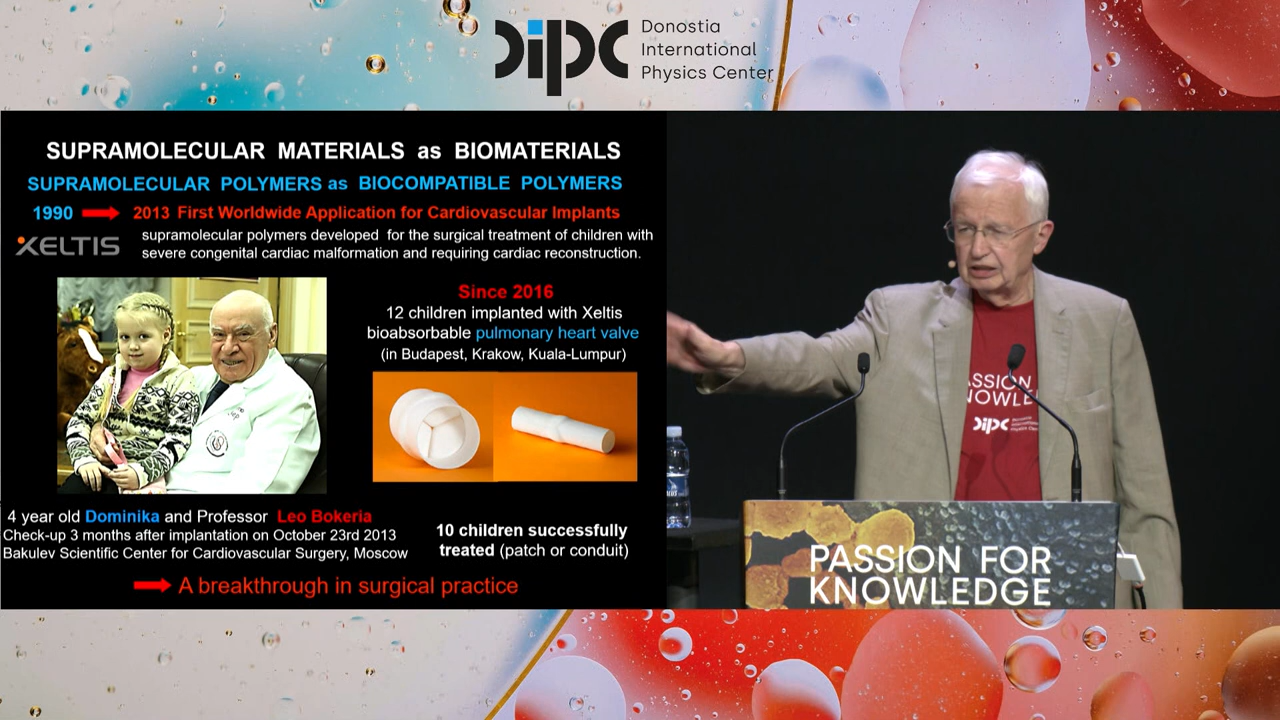 DIPC
Donostia
International
Physics Center
SUPRAMOLECULAR MATERIALS as BIOMATERIALS
SUPRAMOLECULAR POLYMERS as BIOCOMPATIBLE POLYMERS
1990 2013 First Worldwide Application for Cardiovascular Implants
XELTIS
supramolecular polymers developed for the surgical treatment of children with
severe congenital cardiac malformation and requiring cardiac reconstruction.
Since 2016
12 children implanted with Xeltis
bioabsorbable pulmonary heart valve
(in Budapest, Krakow, Kuala-Lumpur)
4 year old Dominika and Professor Leo Bokeria
Check-up 3 months after implantation on October 23rd 2013
Bakulev Scientific Center for Cardiovascular Surgery, Moscow
10 children successfully
treated (patch or conduit)
A breakthrough in surgical practice
ASSION
NOWLE
DIPC
PASSION FOR
KNOWLEDGE